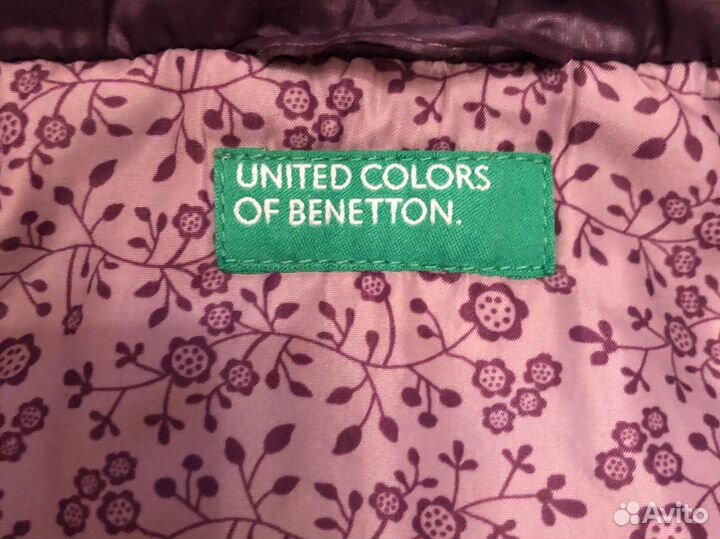 UNITED COLORS
OF BENETTON.
Avito